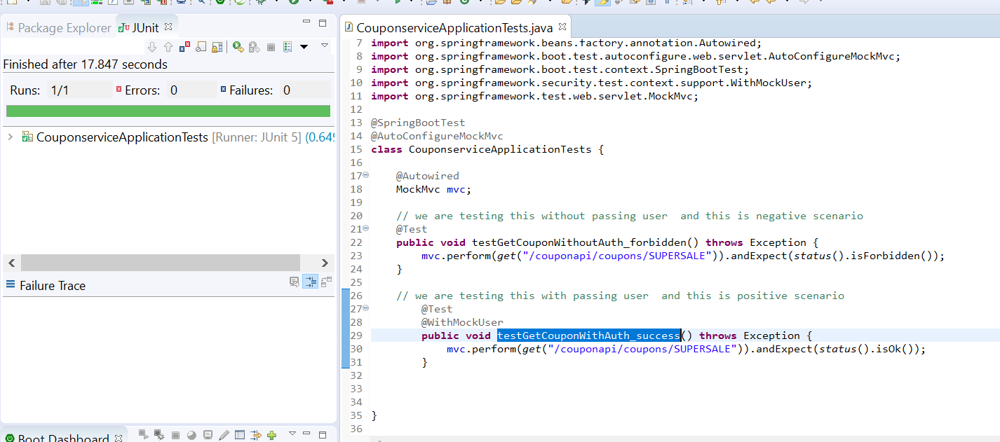 Package Explorer JUnit
Finished after 17.847 seconds
Runs: 1/1 Errors: 0 Failures: 0
CouponserviceApplicationTests [Runner: JUnit 5] (0.649
Failure Trace
Boot Dashboard
CouponserviceApplicationTests.java
7 import org.springframework.beans.factory.annotation.Autowired;
8 import org.springframework.boot.test.autoconfigure.web.servlet.AutoConfigureMockMvc;
9 import org.springframework.boot.test.context.SpringBootTest;
10 import org.springframework.security.test.context.support.WithMockUser;
11 import org.springframework.test.web.servlet.MockMvc;
12
13 @SpringBootTest
14 @AutoConfigureMockMvc
15 class CouponserviceApplicationTests {
16
17 @Autowired
18 MockMvc mvc;
19
20 // we are testing this without passing user  and this is negative scenario
21 @Test
22 public void testGetCouponWithoutAuth_forbidden() throws Exception {
23 mvc.perform(get("/couponapi/coupons/SUPERSALE")).andExpect(status().isForbidden());
24 }
25
26 // we are testing this with passing user  and this is positive scenario
27 @Test
28 @WithMockUser
29 public void testGetCouponWithAuth_success() throws Exception {
30 mvc.perform(get("/couponapi/coupons/SUPERSALE")).andExpect(status().isOk());
31 }
32
33
34
35 }
36